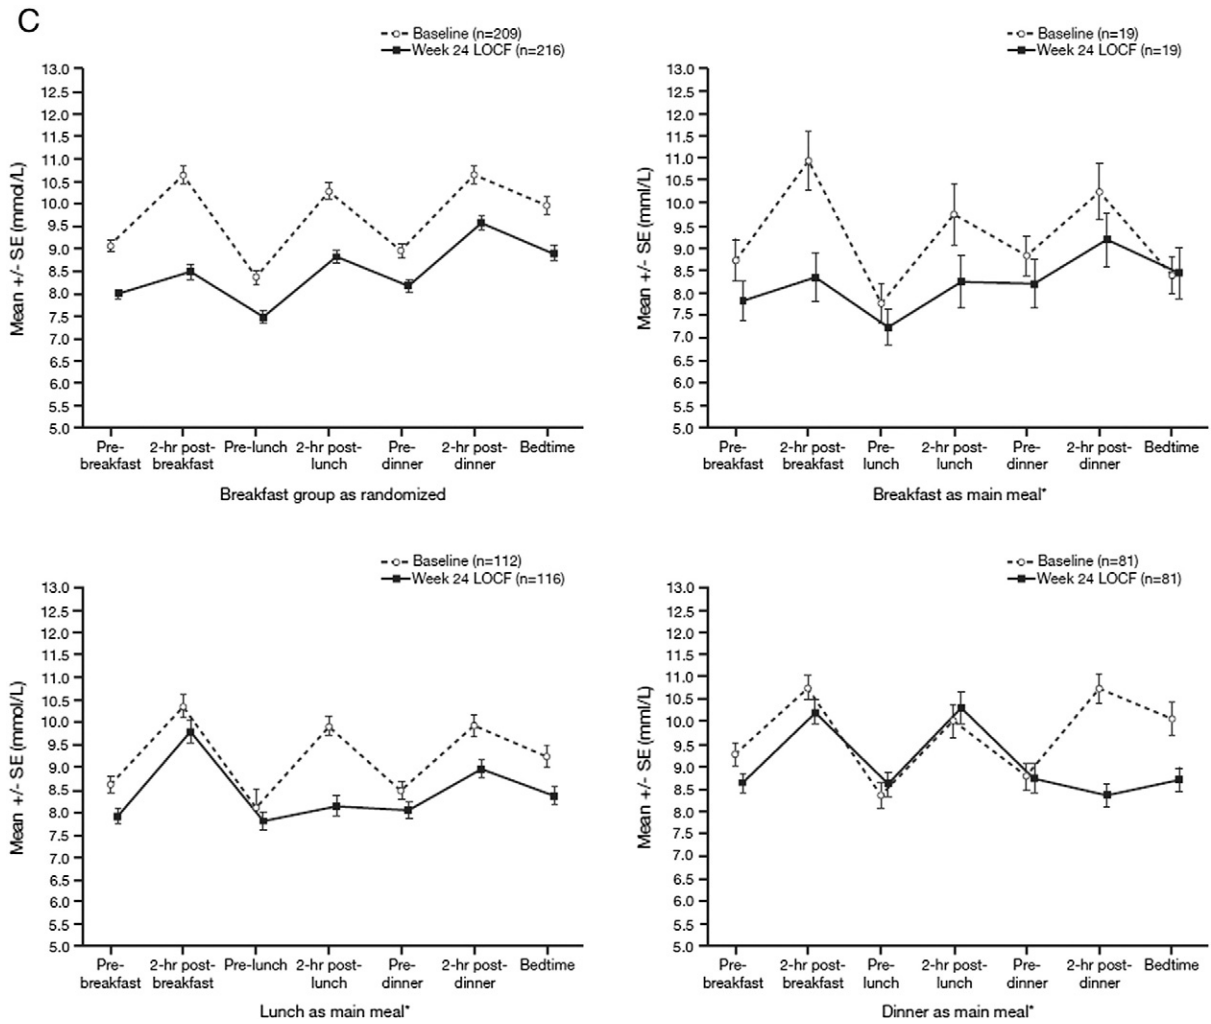 C
Baseline (n=209)
Week 24 LOCF (n=216)
Mean +/- SE (mmol/L)
13.0
12.5
12.0
11.5
11.0
10.5
10.0
9.5
9.0
8.5
8.0
7.5
7.0
6.5
6.0
5.5
5.0
Pre-
breakfast
2-hr post-
breakfast
Pre-lunch
2-hr post-
lunch
Pre-
dinner
2-hr post-
dinner
Bedtime
Breakfast group as randomized
Baseline (n=19)
Week 24 LOCF (n=19)
Mean +/- SE (mml/L)
13.0
12.5
12.0
11.5
11.0
10.5
10.0
9.5
9.0
8.5
8.0
7.5
7.0
6.5
6.0
5.5
5.0
Pre-
breakfast
2-hr post-
breakfast
Pre-
lunch
2-hr post-
lunch
Pre-
dinner
2-hr post-
dinner
Bedtime
Breakfast as main meal*
Baseline (n=112)
Week 24 LOCF (n=116)
Mean +/- SE (mmol/L)
13.0
12.5
12.0
11.5
11.0
10.5
10.0
9.5
9.0
8.5
8.0
7.5
7.0
6.5
6.0
5.5
5.0
Pre-
breakfast
2-hr post-
breakfast
Pre-lunch
2-hr post-
lunch
Pre-
dinner
2-hr post-
dinner
Bedtime
Lunch as main meal*
Baseline (n=81)
Week 24 LOCF (n=81)
Mean +/- SE (mml/L)
13.0
12.5
12.0
11.5
11.0
10.5
10.0
9.5
9.0
8.5
8.0
7.5
7.0
6.5
6.0
5.5
5.0
Pre-
breakfast
2-hr post-
breakfast
Pre-
lunch
2-hr post-
lunch
Pre-
dinner
2-hr post-
dinner
Bedtime
Dinner as main meal*